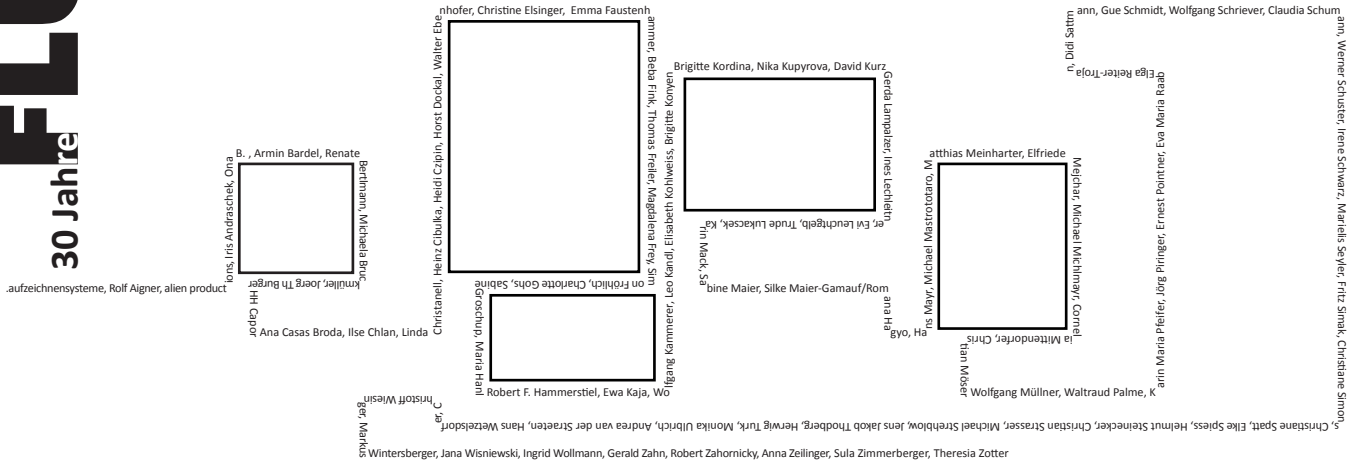 FL
30 Jahre
.aufzeichnensysteme, Rolf Aigner, alien product
ions, Iris Andraschek, Ona
B. , Armin Bardel, Renate
Bertlmann, Michaela Bruc
kmüller, Joerg Th Burger
HH Capor
Ana Casas Broda, Ilse Chlan, Linda
Christanell, Heinz Cibulka, Heidi Czipin, Horst Dockal, Walter Ebe
nhofer, Christine Elsinger, Emma Faustenh
ammer, Beba Fink, Thomas Freiler, Magdalena Frey, Sim
on Fröhlich, Charlotte Gohs, Sabine
Groschup, Maria Hanl
Robert F. Hammerstiel, Ewa Kaja, Wo
lfgang Kammerer, Leo Kandl, Elisabeth Kohlweiss, Brigitte Konyen
Brigitte Kordina, Nika Kupyrova, David Kurz
Gerda Lampalzer, Ines Lechleitn
er, Evi Leuchtgelb, Trude Lukacsek, Ka
rin Mack, Sa
bine Maier, Silke Maier-Gamauf/Rom
ana Ha
gyo, Ha
ns Mayr, Michael Mastrototaro, M
atthias Meinharter, Elfriede
Mejchar, Michael Michlmayr, Cornel
ia Mittendorfer, Chris
tian Möser
Wolfgang Müllner, Waltraud Palme, K
arin Maria Pfeifer, Jörg Piringer, Ernest Pointner, Eva Maria Raab
Elga Reiter-Troja
n, Didi Sattm
ann, Gue Schmidt, Wolfgang Schriever, Claudia Schum
ann, Werner Schuster, Irene Schwarz, Marielis Seyler, Fritz Simak, Christiane Simon
s, Christiane Spatt, Elke Spiess, Helmut Steinecker, Christian Strasser, Michael Strehblow, Jens Jakob Thodberg, Herwig Turk, Monika Ulbrich, Andrea van der Straeten, Hans Wetzelsdorf
er, C
hristoff Wiesin
ger, Markus
Wintersberger, Jana Wisniewski, Ingrid Wollmann, Gerald Zahn, Robert Zahornicky, Anna Zeilinger, Sula Zimmerberger, Theresia Zotter